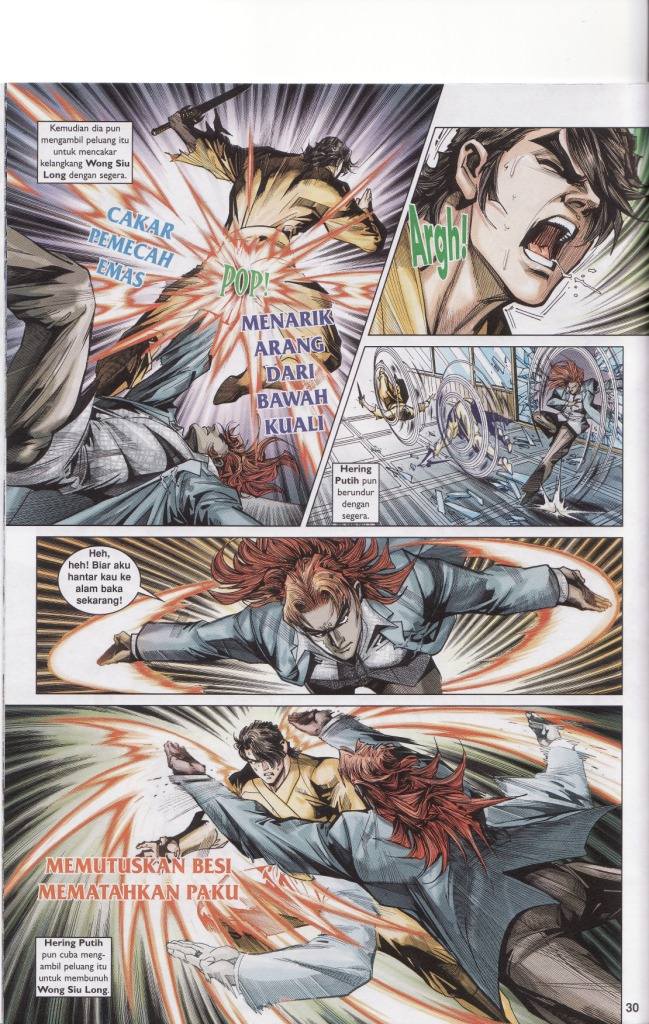 Kemudian dia pun
mengambil peluang itu
untuk mencakar
kelangkang Wong Siu
Long dengan segera.
CAKAR
PEMECAH
EMAS
POP!
MENARIK
ARANG
DARI
BAWAH
KUALI
Argh!
Hering
Putih pun
berundur
dengan
segera.
Heh,
heh! Biar aku
hantar kau ke
alam baka
sekarang!
MEMUTUSKAN BESI
MEMATAHKAN PAKU
Hering Putih
pun cuba meng-
ambil peluang itu
untuk membunuh
Wong Siu Long.
30